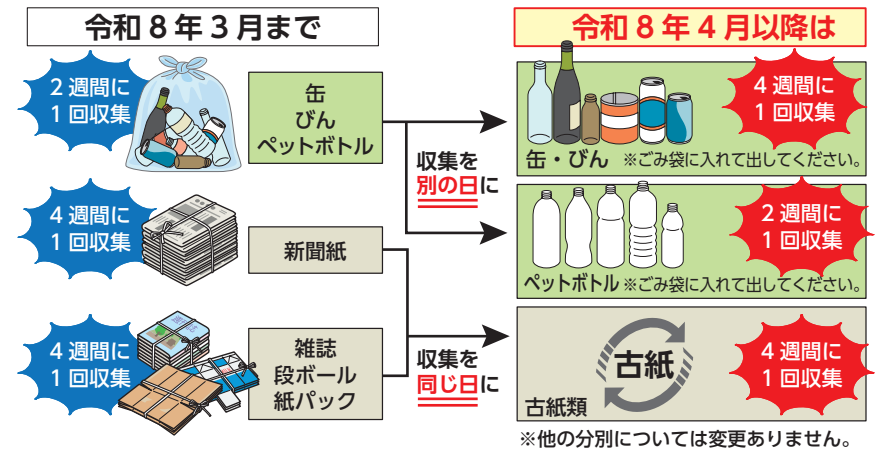 令和８年３月まで
２週間に
１回収集
缶
びん
ペットボトル
４週間に
１回収集
新聞紙
４週間に
１回収集
雑誌
段ボール
紙パック
収集を
別の日に
収集を
同じ日に
令和８年４月以降は
４週間に
１回収集
缶・びん ※ごみ袋に入れて出してください。
２週間に
１回収集
ペットボトル ※ごみ袋に入れて出してください。
古紙
４週間に
１回収集
古紙類
※他の分別については変更ありません。